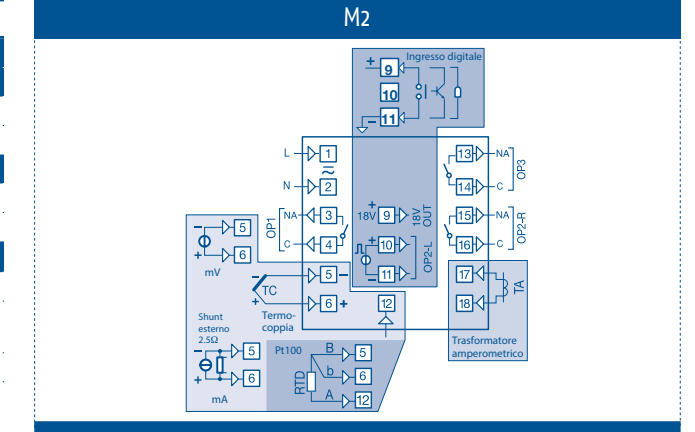 M2
Ingresso digitale
+ 9
10
– 11
L 1
N 2
OP1
NA 3
C 4
5 –
6 +
TC
Termo-
coppia
12
+
18V 9
18V
OUT
+ 10
– 11
OP2-L
13 NA
14 C
OP3
15 NA
16 C
OP2-R
17
18
TA
Trasformatore
amperometrico
– 5
+ 6
mV
Shunt
esterno
2.5Ω
– 5
+ 6
mA
Pt100
RTD
B 5
b 6
A 12